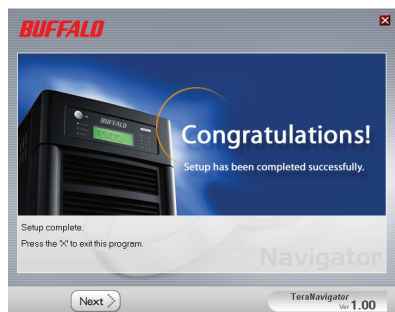 BUFFALO
BUFFALO
Congratulations!
Setup has been completed successfully.
Setup complete.
Press the 'X' to exit this program.
Navigator
Next
TeraNavigator
Ver 1.00